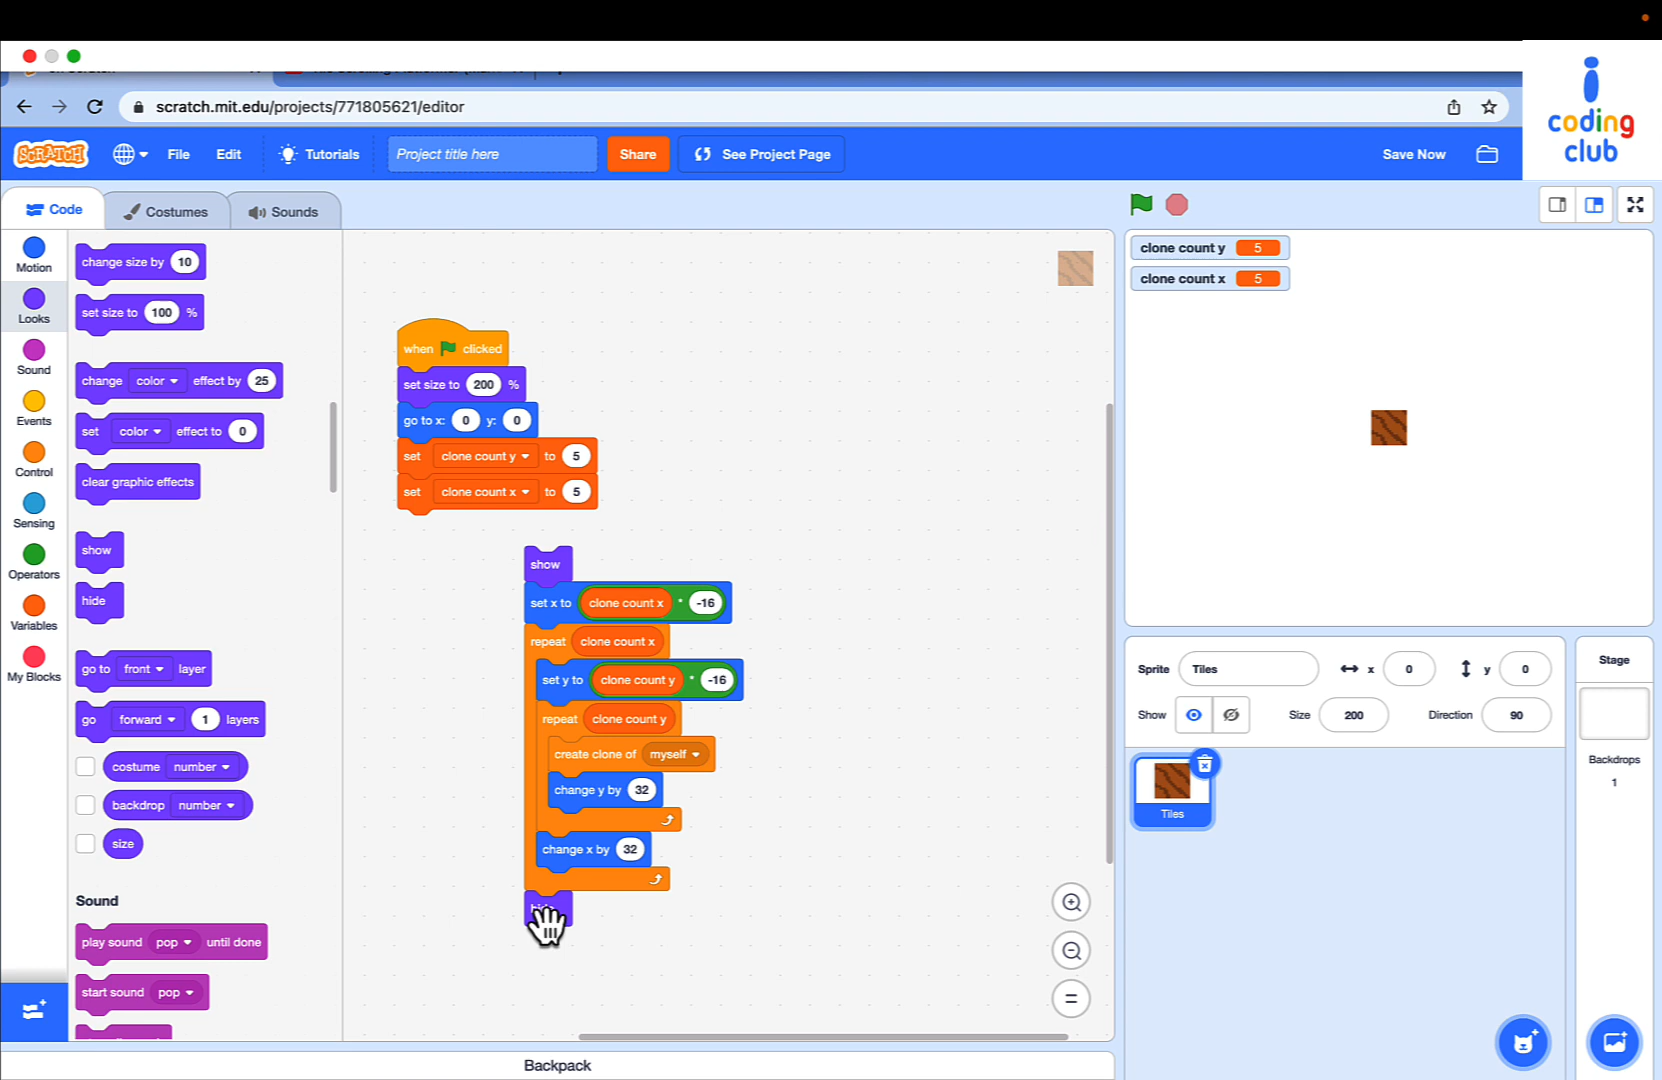 scratch.mit.edu/projects/771805621/editor
coding
club
SCRATCH
File
Edit
Tutorials
Project title here
Share
See Project Page
Save Now
Code
Costumes
Sounds
Motion
Looks
Sound
Events
Control
Sensing
Operators
Variables
My Blocks
change size by 10
set size to 100 %
change color effect by 25
set color effect to 0
clear graphic effects
show
hide
go to front layer
go forward 1 layers
costume number
backdrop number
size
Sound
play sound pop until done
start sound pop
when clicked
set size to 200 %
go to x: 0 y: 0
set clone count y to 5
set clone count x to 5
show
set x to clone count x * -16
repeat clone count x
set y to clone count y * -16
repeat clone count y
create clone of myself
change y by 32
change x by 32
Backpack
clone count y 5
clone count x 5
Sprite Tiles x 0 y 0
Show Size 200 Direction 90
Tiles
Stage
Backdrops
1